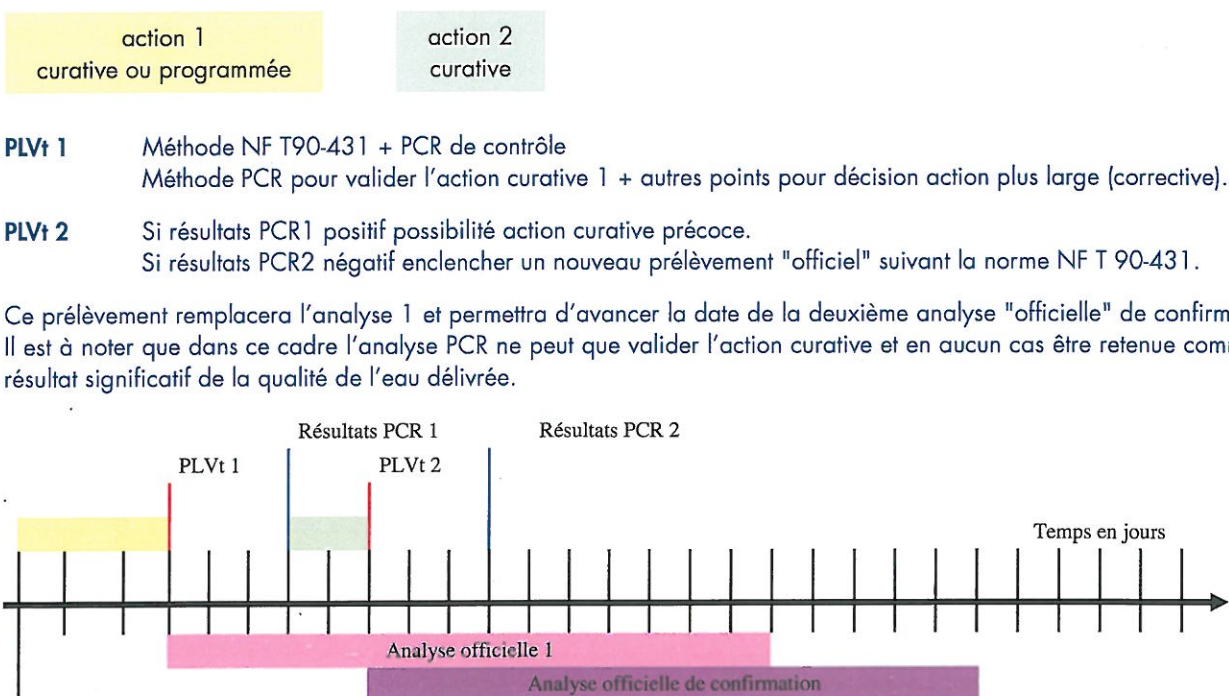 action 1
curative ou programmée
action 2
curative
PLVt 1 Méthode NF T90-431 + PCR de contrôle
Méthode PCR pour valider l'action curative 1 + autres points pour décision action plus large (corrective).
PLVt 2 Si résultats PCR1 positif possibilité action curative précoce.
Si résultats PCR2 négatif enclencher un nouveau prélèvement "officiel" suivant la norme NF T 90-431.
Ce prélèvement remplacera l'analyse 1 et permettra d'avancer la date de la deuxième analyse "officielle" de confirm
Il est à noter que dans ce cadre l'analyse PCR ne peut que valider l'action curative et en aucun cas être retenue com
résultat significatif de la qualité de l'eau délivrée.
Résultats PCR 1 Résultats PCR 2
PLVt 1 PLVt 2
Temps en jours
Analyse officielle 1
Analyse officielle de confirmation